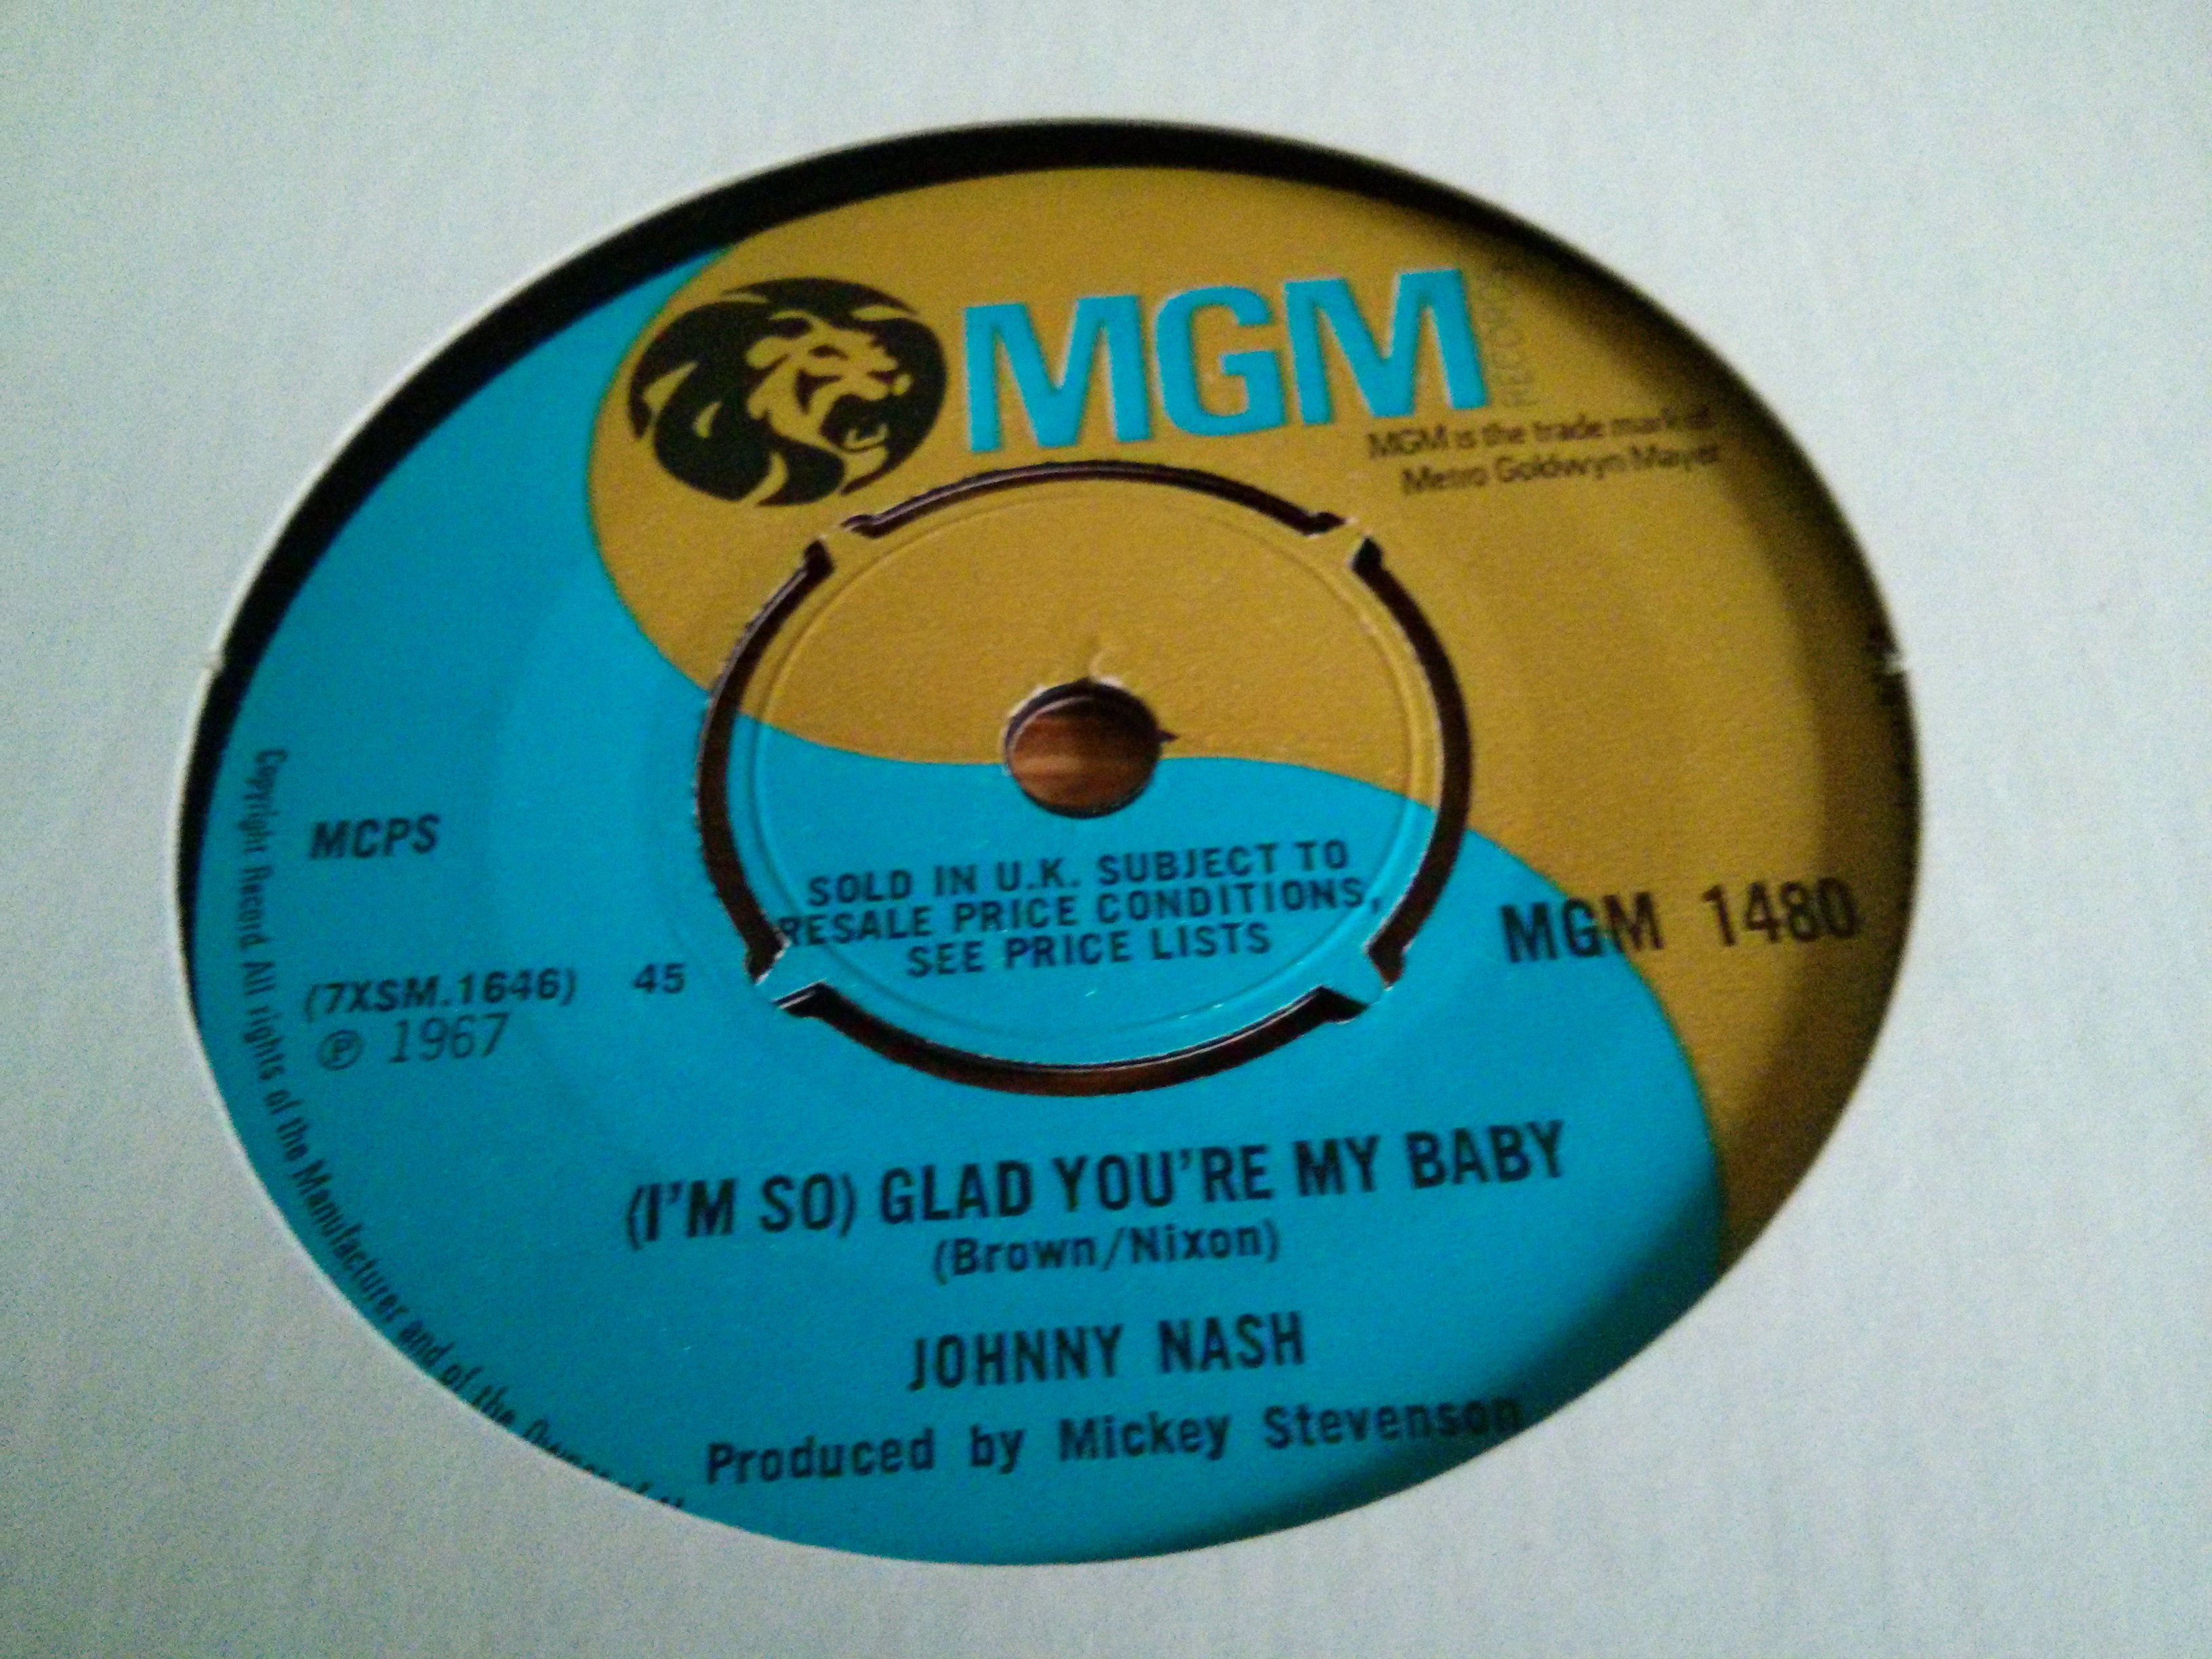 MGM
RECORDS
MGM is the trade mark of
Metro Goldwyn Mayer
MCPS
SOLD IN U.K. SUBJECT TO
RESALE PRICE CONDITIONS,
SEE PRICE LISTS
MGM 1480
(7XSM.1646) 45
℗ 1967
(I'M SO) GLAD YOU'RE MY BABY
(Brown/Nixon)
JOHNNY NASH
Produced by Mickey Stevenson
Copyright Record. All rights of the Manufacturer and of the